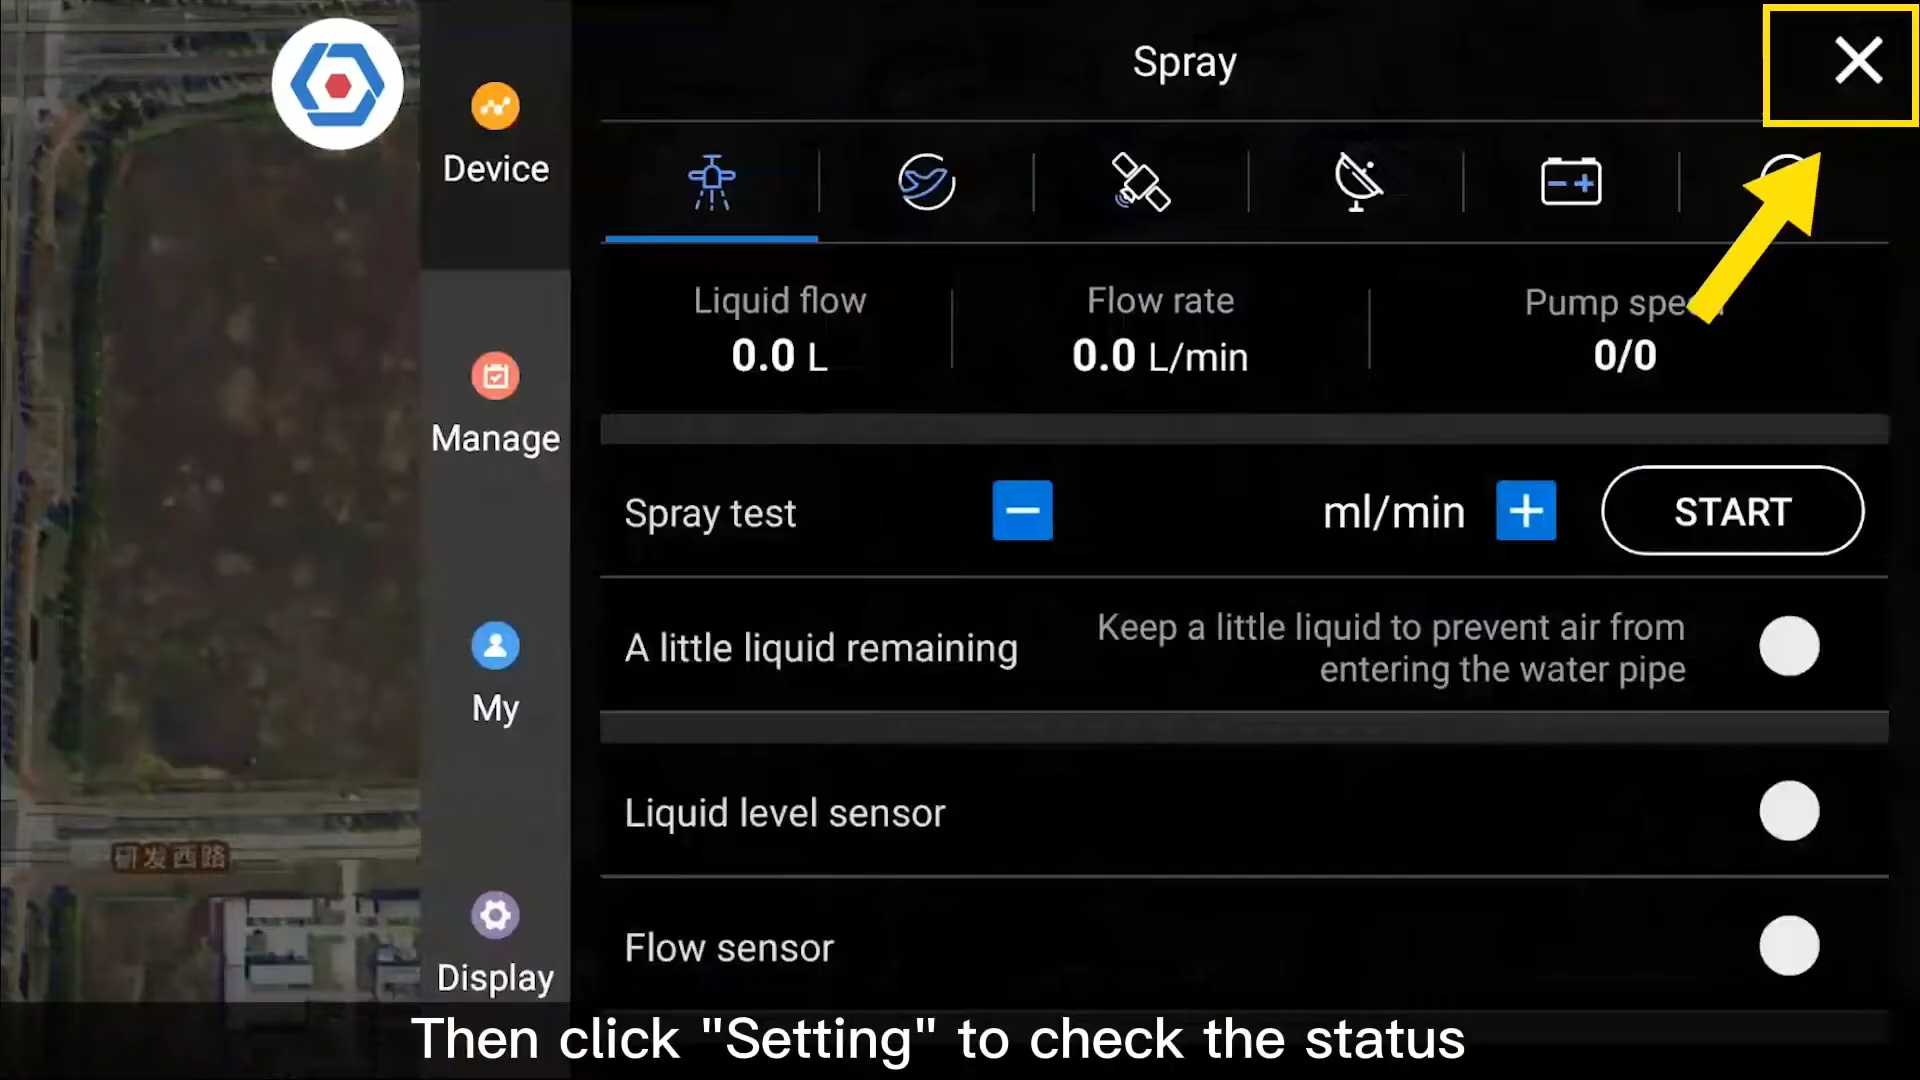 Spray
Device
Manage
My
Display
Liquid flow
0.0 L
Flow rate
0.0 L/min
Pump spe
0/0
Spray test
ml/min
START
A little liquid remaining
Keep a little liquid to prevent air from
entering the water pipe
Liquid level sensor
Flow sensor
研发西路
Then click "Setting" to check the status